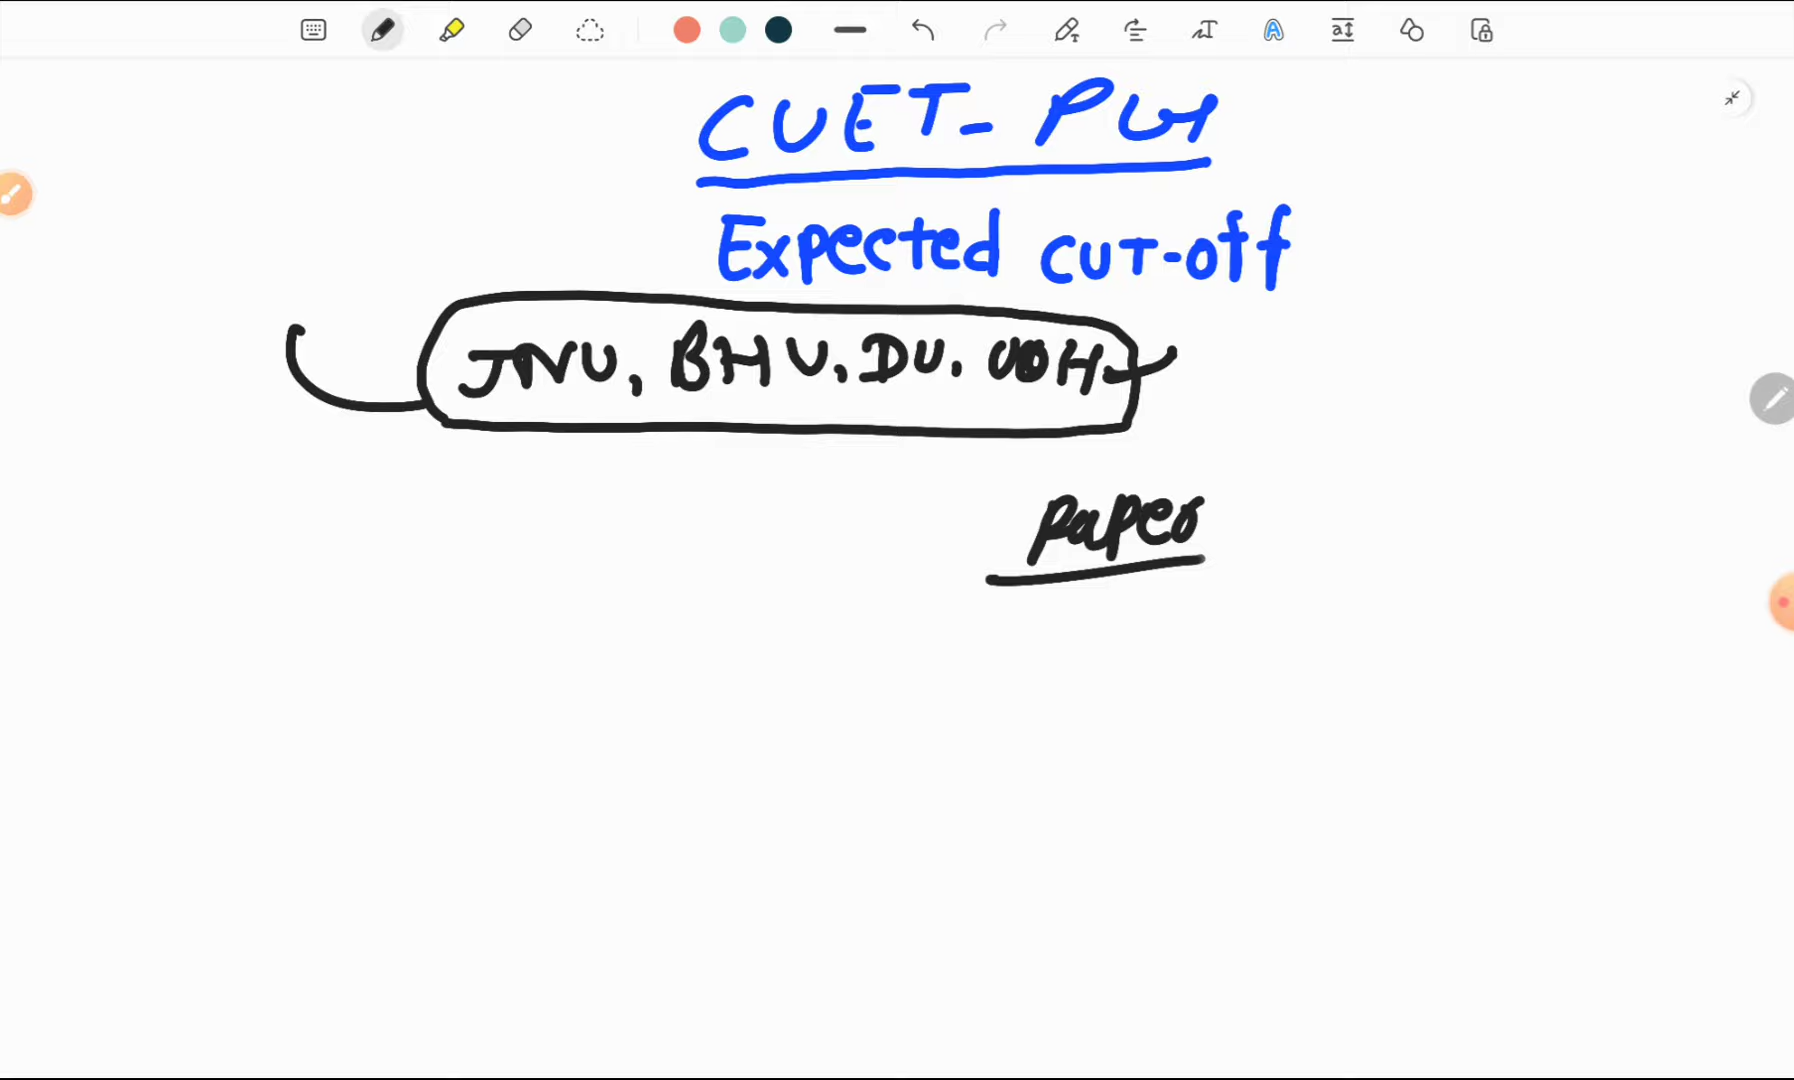 CUET- PG
Expected CUT-off
JNU, BHU, DU, UOH
Paper